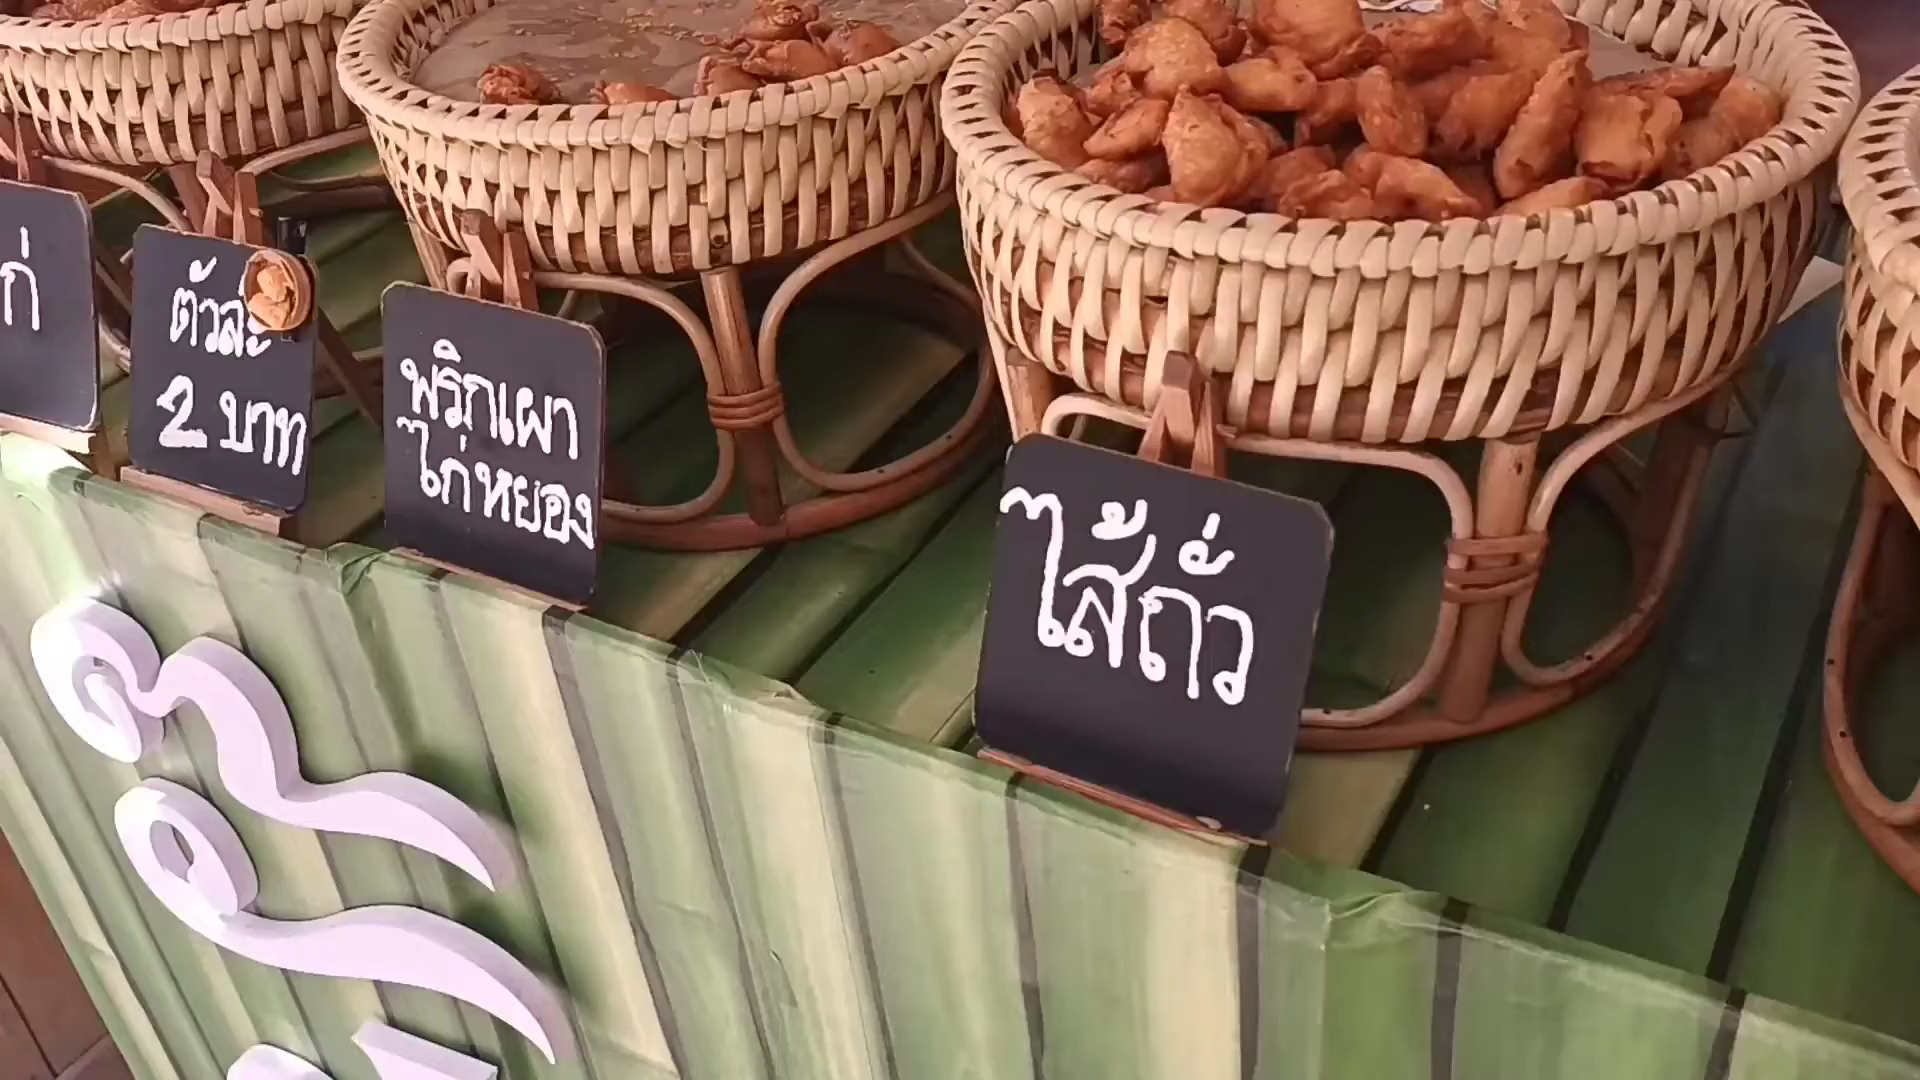 ตัวละ
2 บาท
พริกเผา
ไก่หยอง
ไส้ถั่ว